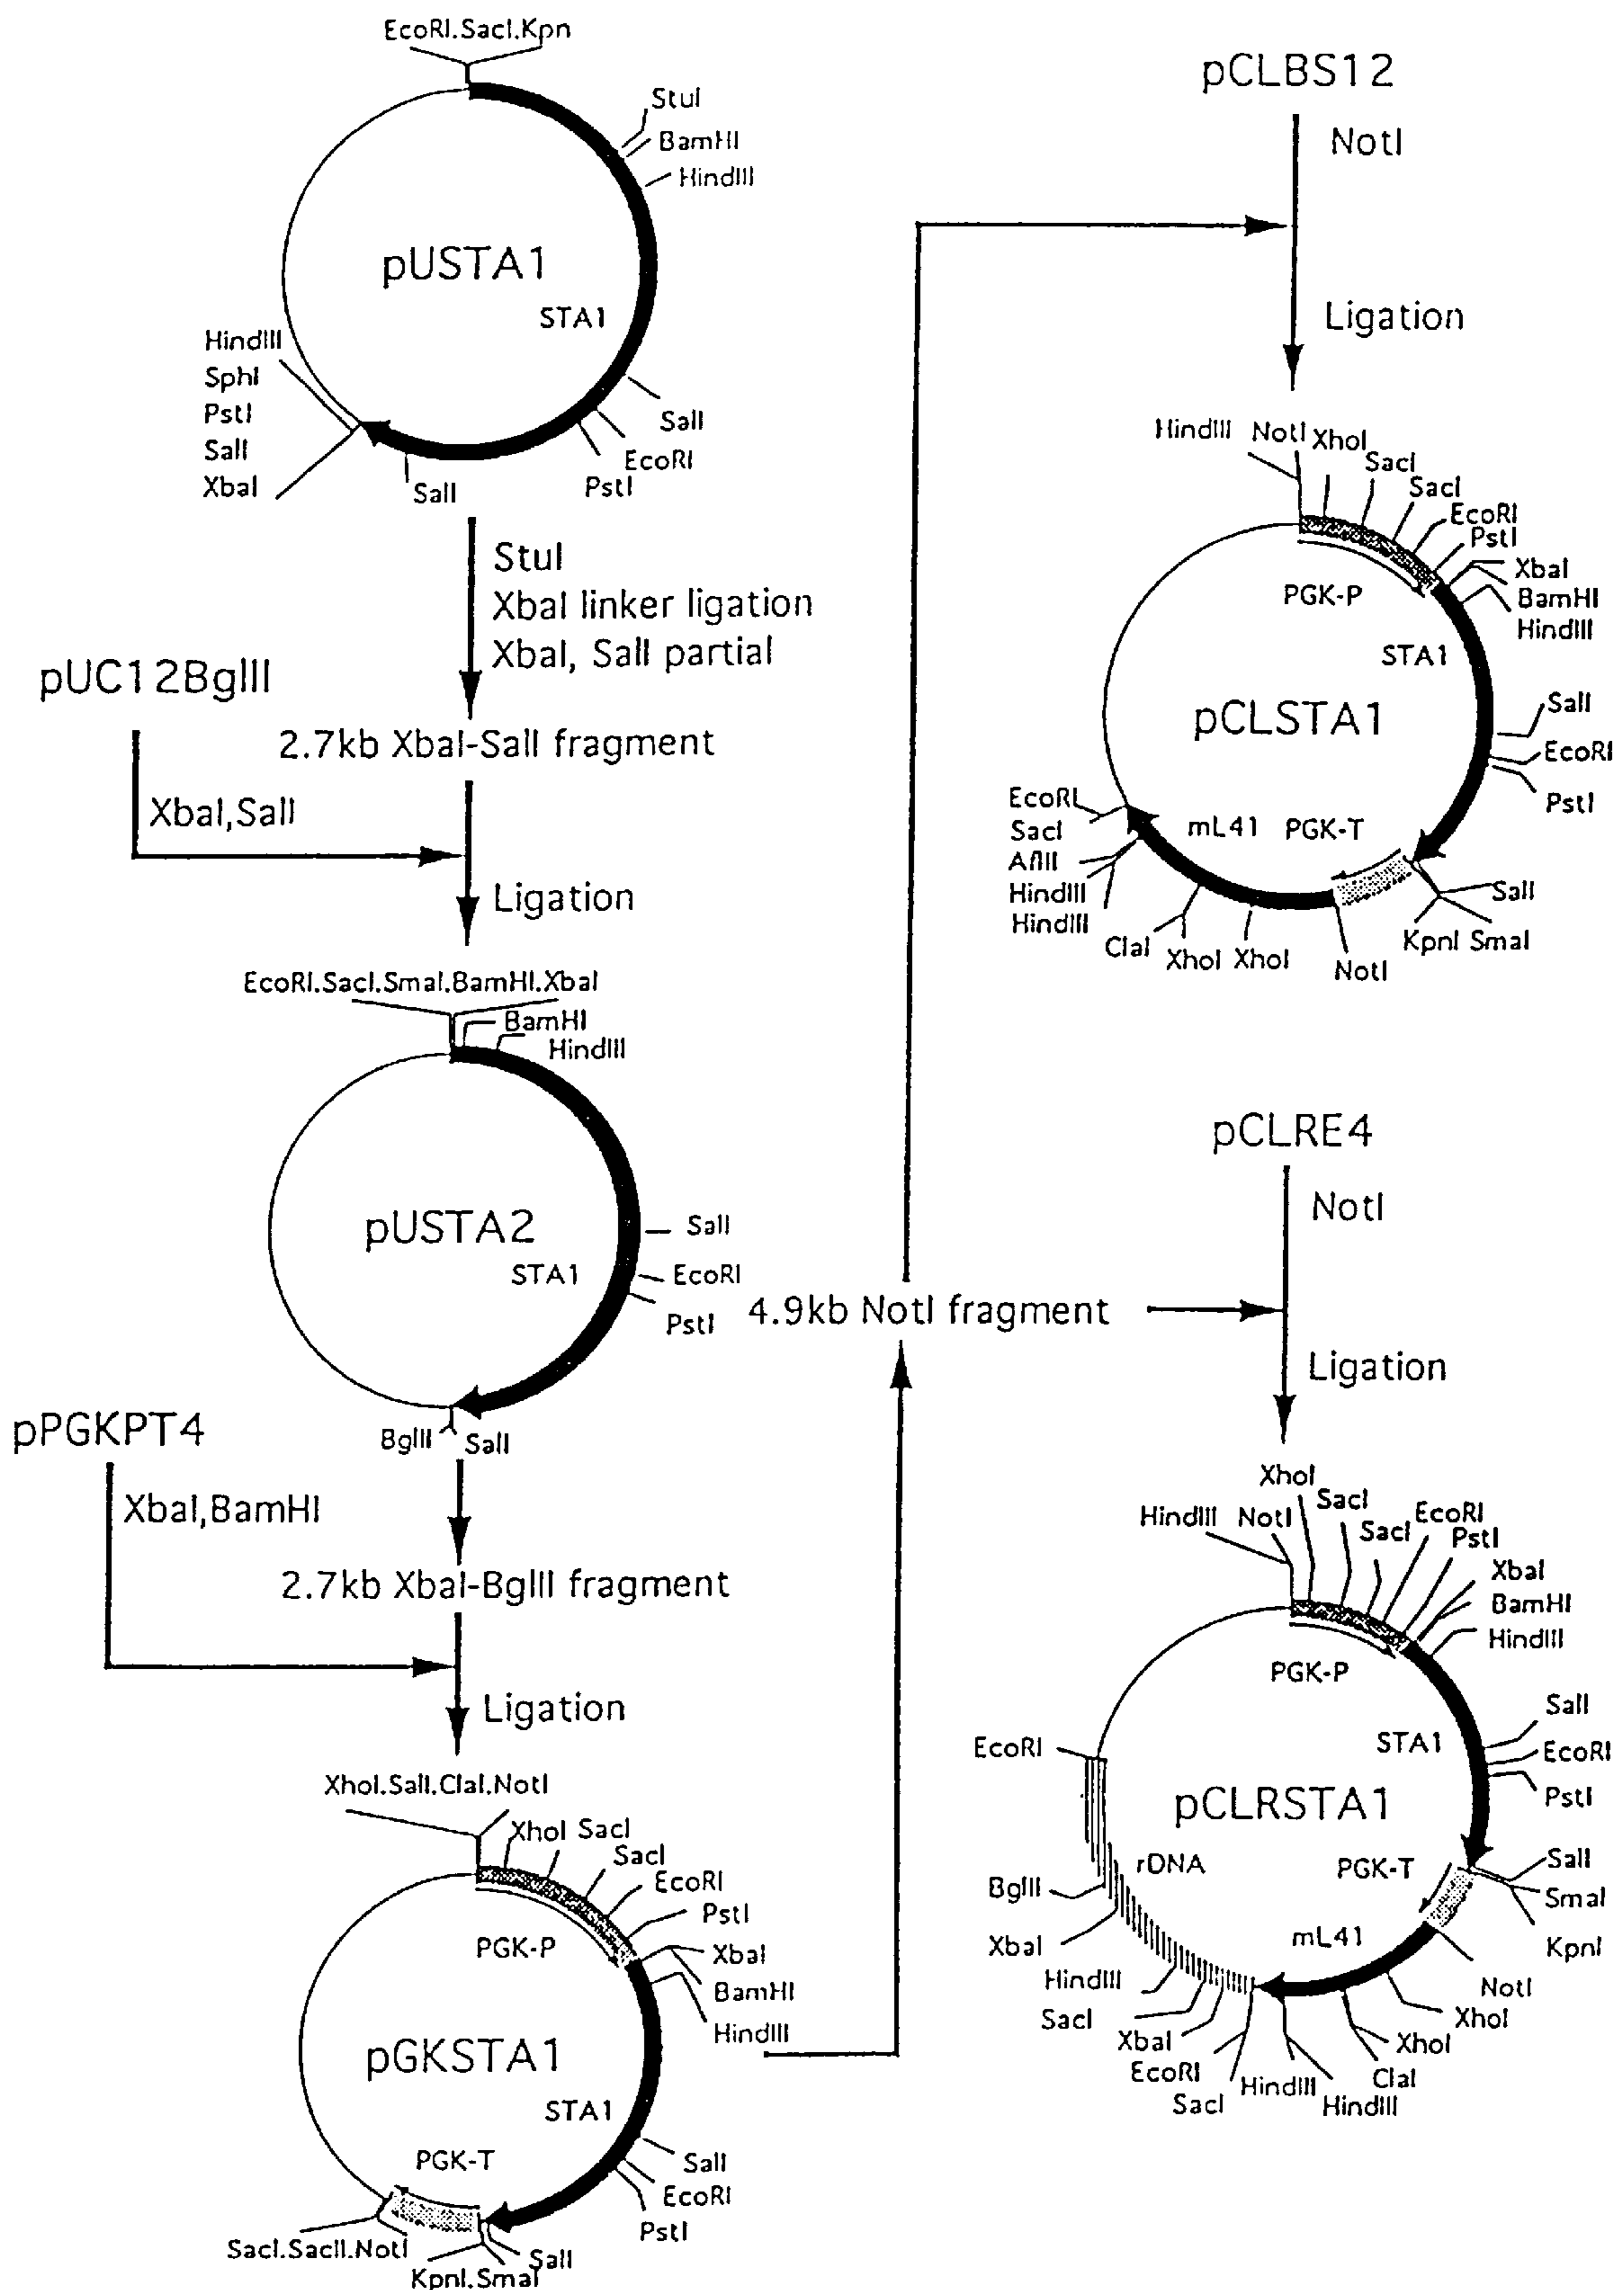 EcoRI.SacI.Kpn
StuI
BamHI
HindIII
pUSTA1
STA1
HindIII
SphI
PstI
SalI
XbaI
SalI
EcoRI
PstI
SalI
StuI
XbaI linker ligation
XbaI, SalI partial
pUC12BglII
2.7kb XbaI-SalI fragment
XbaI,SalI
Ligation
EcoRI.SacI.SmaI.BamHI.XbaI
BamHI
HindIII
pUSTA2
STA1
SalI
EcoRI
PstI
BglII
SalI
pPGKPT4
XbaI,BamHI
2.7kb XbaI-BglII fragment
Ligation
XhoI.SalI.ClaI.NotI
XhoI
SacI
SacI
EcoRI
PstI
PGK-P
XbaI
BamHI
HindIII
pGKSTA1
STA1
PGK-T
SalI
EcoRI
PstI
SacI.SacII.NotI
SalI
KpnI.SmaI
4.9kb NotI fragment
pCLBS12
NotI
Ligation
HindIII
NotI
XhoI
SacI
SacI
EcoRI
PstI
XbaI
BamHI
HindIII
PGK-P
STA1
pCLSTA1
SalI
EcoRI
PstI
EcoRI
SacI
AflII
HindIII
HindIII
mL41
PGK-T
ClaI
XhoI
XhoI
NotI
SalI
KpnI
SmaI
pCLRE4
NotI
Ligation
XhoI
HindIII
NotI
SacI
SacI
EcoRI
PstI
XbaI
BamHI
HindIII
PGK-P
STA1
SalI
EcoRI
PstI
EcoRI
pCLRSTA1
rDNA
PGK-T
mL41
SalI
SmaI
KpnI
BglII
XbaI
HindIII
SacI
XbaI
EcoRI
SacI
HindIII
HindIII
ClaI
XhoI
XhoI
NotI